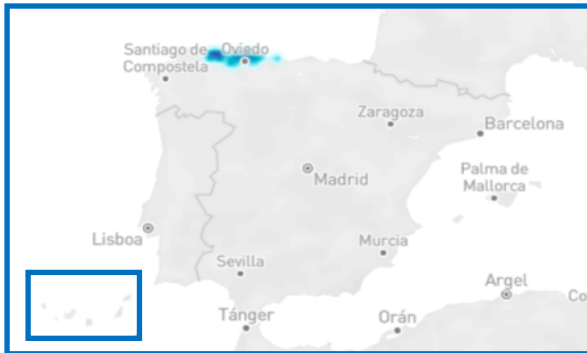 Santiago de
Compostela
Oviedo
Zaragoza
Barcelona
Madrid
Palma de
Mallorca
Lisboa
Sevilla
Murcia
Argel
Co
Tánger
Orán